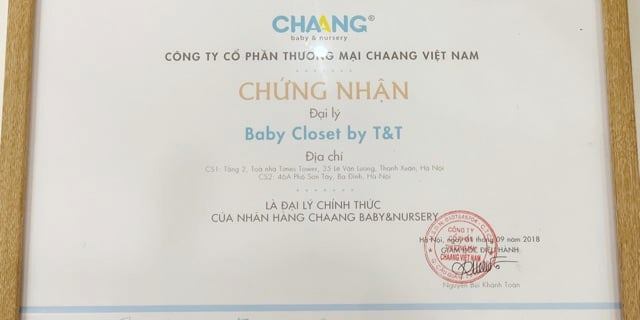 CHAANG®
baby & nursery
CÔNG TY CỔ PHẦN THƯƠNG MẠI CHAANG VIỆT NAM
CHỨNG NHẬN
Đại lý
Baby Closet by T&T
Địa chỉ
CS1: Tầng 2, Toà nhà Times Tower, 35 Lê Văn Lương, Thanh Xuân, Hà Nội
CS2: 46A Phố Sơn Tây, Ba Đình, Hà Nội
LÀ ĐẠI LÝ CHÍNH THỨC
CỦA NHÃN HÀNG CHAANG BABY&NURSERY
Hà Nội, ngày 01 tháng 09 năm 2018
GIÁM ĐỐC ĐIỀU HÀNH
CÔNG TY
CỔ PHẦN
CHAANG VIỆT NAM
Nguyễn Bùi Khánh Toàn